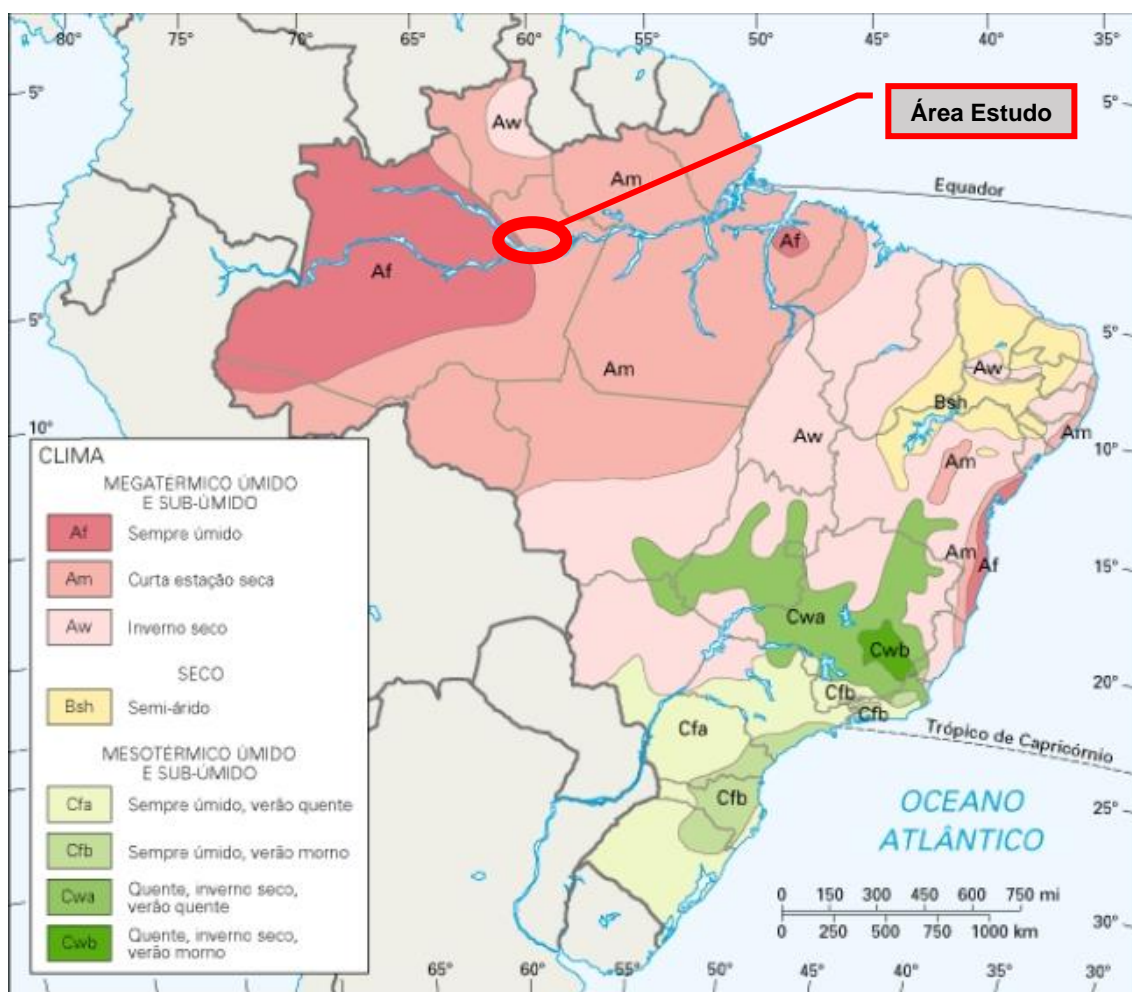 80° 75° 70° 65° 60° 55° 50° 45° 40° 35°
5° 5°
Área Estudo
Aw
Am
Equador
Af
Af
5° 5°
Am
Aw
Bsh
Aw
Am
10° 10°
Am
Am
Af
15°
Cwa
Cwb
20°
Cfb
Cfb
Cfa
Trópico de Capricórnio
Cfb
25°
OCEANO
ATLÂNTICO
0 150 300 450 600 750 mi
0 250 500 750 1000 km
30°
65° 60° 55° 50° 45° 40°
CLIMA
MEGATÉRMICO ÚMIDO
E SUB-ÚMIDO
Af Sempre úmido
Am Curta estação seca
Aw Inverno seco
SECO
Bsh Semi-árido
MESOTÉRMICO ÚMIDO
E SUB-ÚMIDO
Cfa Sempre úmido, verão quente
Cfb Sempre úmido, verão morno
Cwa Quente, inverno seco,
verão quente
Cwb Quente, inverno seco,
verão morno